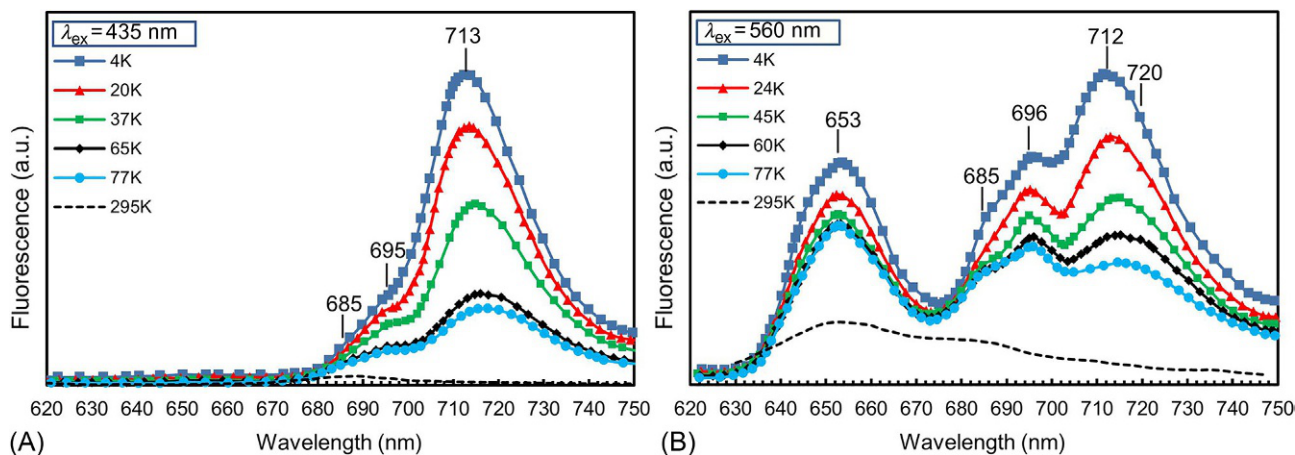 λex = 435 nm
4K
20K
37K
65K
77K
295K
713
695
685
Fluorescence (a.u.)
620 630 640 650 660 670 680 690 700 710 720 730 740 750
(A)
Wavelength (nm)
λex = 560 nm
4K
24K
45K
60K
77K
295K
653
685
696
712
720
Fluorescence (a.u.)
620 630 640 650 660 670 680 690 700 710 720 730 740 750
(B)
Wavelength (nm)